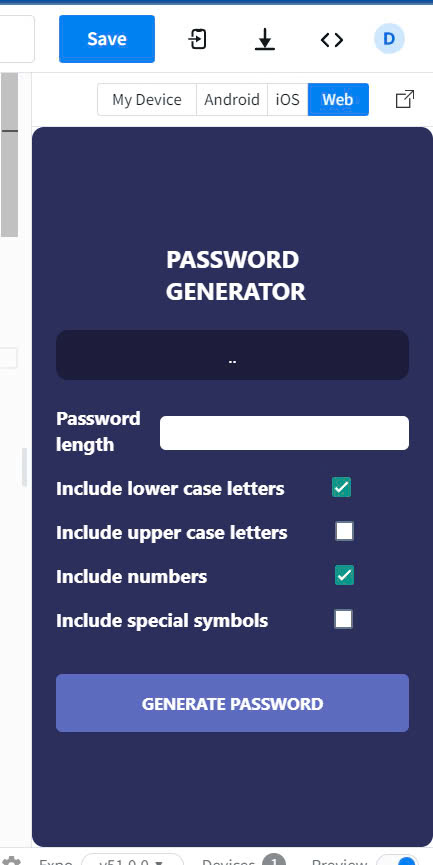 Save
D
My Device Android iOS Web
PASSWORD
GENERATOR
..
Password
length
Include lower case letters
Include upper case letters
Include numbers
Include special symbols
GENERATE PASSWORD
Expo v51.0.0 Devices 1 Preview